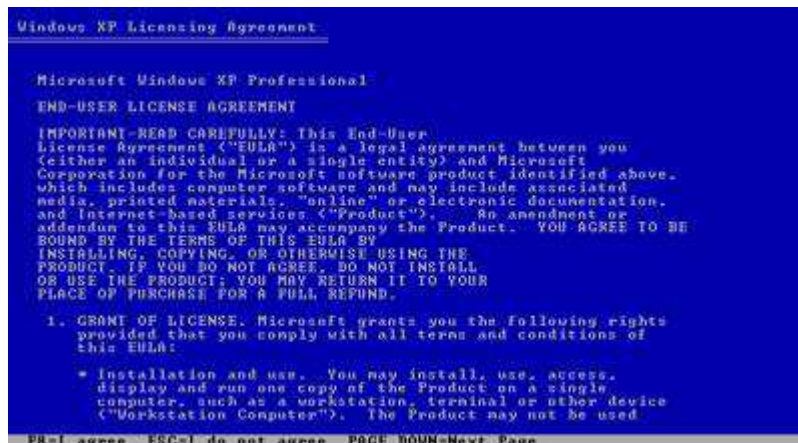 Windows XP Licensing Agreement
Microsoft Windows XP Professional
END-USER LICENSE AGREEMENT
IMPORTANT-READ CAREFULLY: This End-User
License Agreement ("EULA") is a legal agreement between you
(either an individual or a single entity) and Microsoft
Corporation for the Microsoft software product identified above,
which includes computer software and may include associated
media, printed materials, "online" or electronic documentation,
and Internet-based services ("Product"). An amendment or
addendum to this EULA may accompany the Product. YOU AGREE TO BE
BOUND BY THE TERMS OF THIS EULA BY
INSTALLING, COPYING, OR OTHERWISE USING THE
PRODUCT. IF YOU DO NOT AGREE, DO NOT INSTALL
OR USE THE PRODUCT; YOU MAY RETURN IT TO YOUR
PLACE OF PURCHASE FOR A FULL REFUND.
1. GRANT OF LICENSE. Microsoft grants you the following rights
provided that you comply with all terms and conditions of
this EULA:
* Installation and use. You may install, use, access,
display and run one copy of the Product on a single
computer, such as a workstation, terminal or other device
("Workstation Computer"). The Product may not be used
F8=I agree ESC=I do not agree PAGE DOWN=Next Page